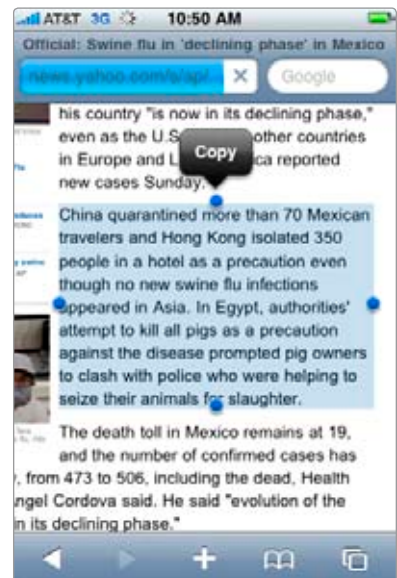 AT&T 3G 10:50 AM
Official: Swine flu in 'declining phase' in Mexico
news.yahoo.com/s/ap/...
Google
his country "is now in its declining phase,"
even as the U.S. other countries
in Europe and L ca reported
new cases Sunday.
Copy
China quarantined more than 70 Mexican
travelers and Hong Kong isolated 350
people in a hotel as a precaution even
though no new swine flu infections
appeared in Asia. In Egypt, authorities'
attempt to kill all pigs as a precaution
against the disease prompted pig owners
to clash with police who were helping to
seize their animals for slaughter.
The death toll in Mexico remains at 19,
and the number of confirmed cases has
, from 473 to 506, including the dead, Health
ngel Cordova said. He said "evolution of the
n its declining phase."